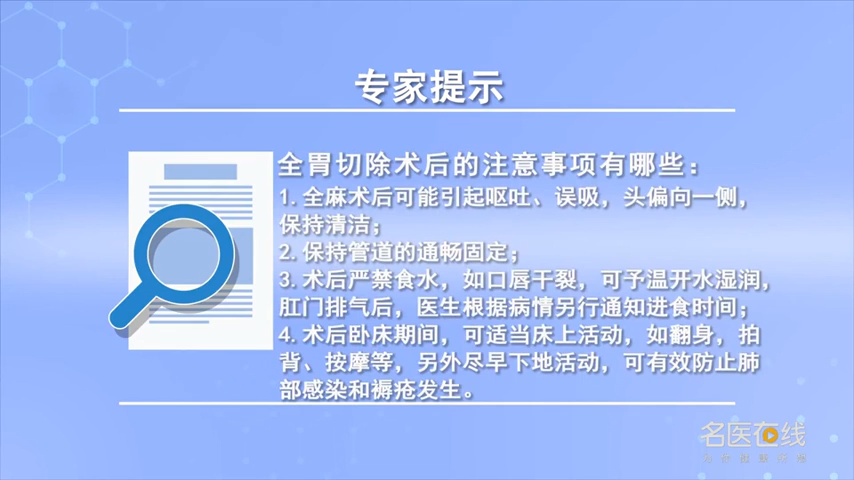 专家提示
全胃切除术后的注意事项有哪些：
1. 全麻术后可能引起呕吐、误吸，头偏向一侧，
保持清洁；
2. 保持管道的通畅固定；
3. 术后严禁食水，如口唇干裂，可予温开水湿润，
肛门排气后，医生根据病情另行通知进食时间；
4. 术后卧床期间，可适当床上活动，如翻身，拍
背、按摩等，另外尽早下地活动，可有效防止肺
部感染和褥疮发生。
名医在线